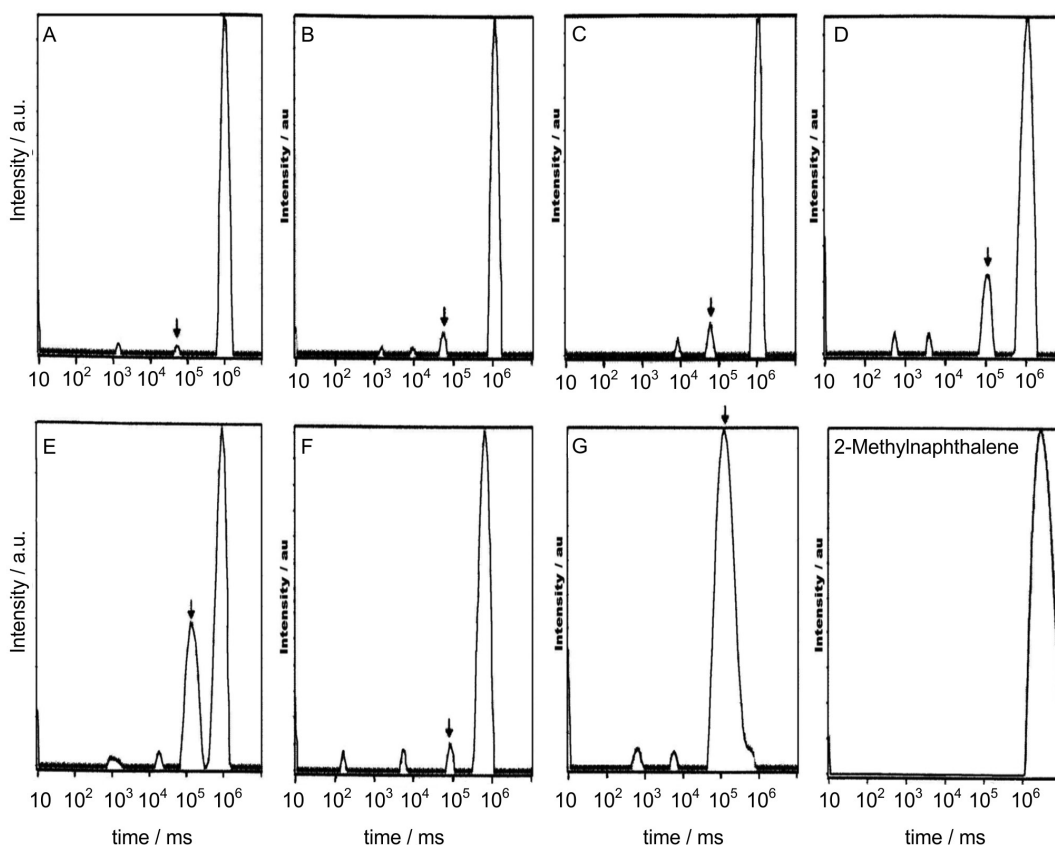 A
B
C
D
Intensity / a.u.
Intensity / au
Intensity / au
Intensity / au
10 10² 10³ 10⁴ 10⁵ 10⁶
10 10² 10³ 10⁴ 10⁵ 10⁶
10 10² 10³ 10⁴ 10⁵ 10⁶
10 10² 10³ 10⁴ 10⁵ 10⁶
E
F
G
2-Methylnaphthalene
Intensity / a.u.
Intensity / au
Intensity / au
Intensity / au
10 10² 10³ 10⁴ 10⁵ 10⁶
10 10² 10³ 10⁴ 10⁵ 10⁶
10 10² 10³ 10⁴ 10⁵ 10⁶
10 10² 10³ 10⁴ 10⁵ 10⁶
time / ms
time / ms
time / ms
time / ms